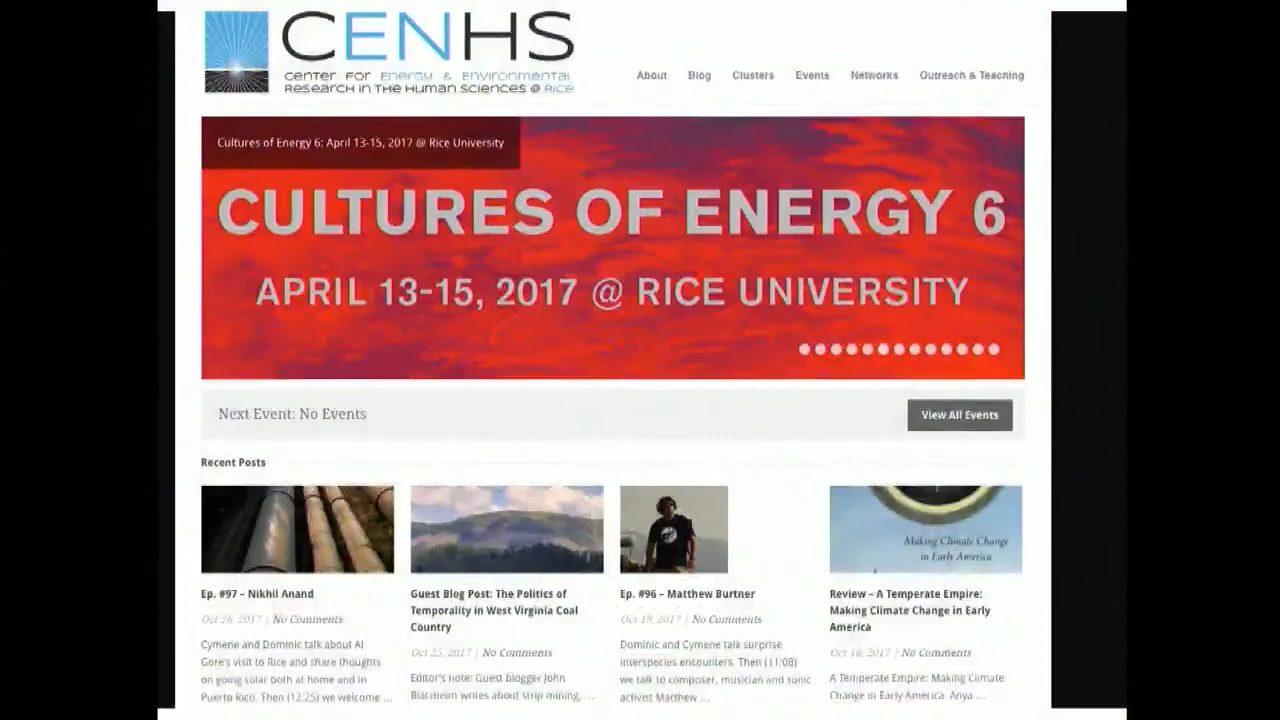 CENHS
Center for Energy & Environmental
Research in the Human Sciences @ Rice
About Blog Clusters Events Networks Outreach & Teaching
Cultures of Energy 6: April 13-15, 2017 @ Rice University
CULTURES OF ENERGY 6
APRIL 13-15, 2017 @ RICE UNIVERSITY
Next Event: No Events
View All Events
Recent Posts
Making Climate Change
in Early America
Ep. #97 – Nikhil Anand
Oct 26, 2017 | No Comments
Cymene and Dominic talk about Al
Gore's visit to Rice and share thoughts
on going solar both at home and in
Puerto Rico. Then (12:25) we welcome ...
Guest Blog Post: The Politics of
Temporality in West Virginia Coal
Country
Oct 25, 2017 | No Comments
Editor's note: Guest blogger John
Blatzheim writes about strip mining, ...
Ep. #96 – Matthew Burtner
Oct 19, 2017 | No Comments
Dominic and Cymene talk surprise
interspecies encounters. Then (11:08)
we talk to composer, musician and sonic
activist Matthew ...
Review – A Temperate Empire:
Making Climate Change in Early
America
Oct 16, 2017 | No Comments
A Temperate Empire: Making Climate
Change in Early America. Anya ...